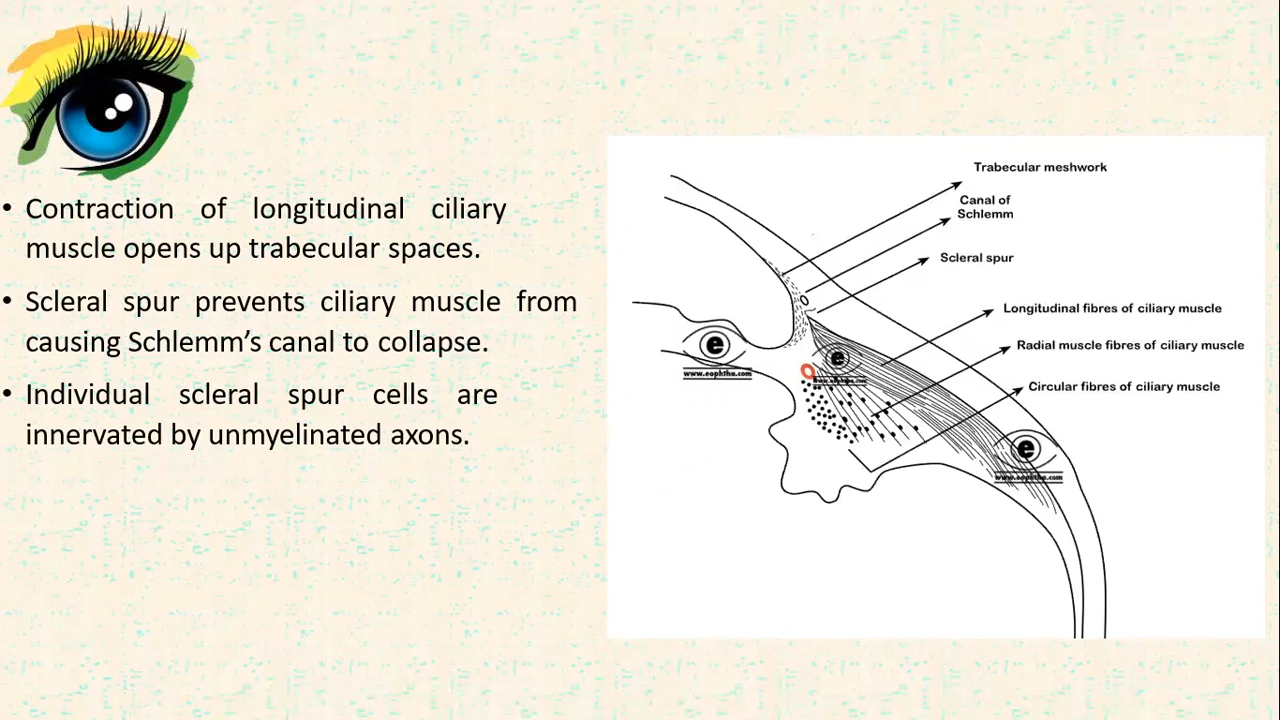 • Contraction of longitudinal ciliary
muscle opens up trabecular spaces.
• Scleral spur prevents ciliary muscle from
causing Schlemm’s canal to collapse.
• Individual scleral spur cells are
innervated by unmyelinated axons.
Trabecular meshwork
Canal of
Schlemm
Scleral spur
Longitudinal fibres of ciliary muscle
Radial muscle fibres of ciliary muscle
Circular fibres of ciliary muscle
e
www.eophtha.com
e
www.eophtha.com
e
www.eophtha.com